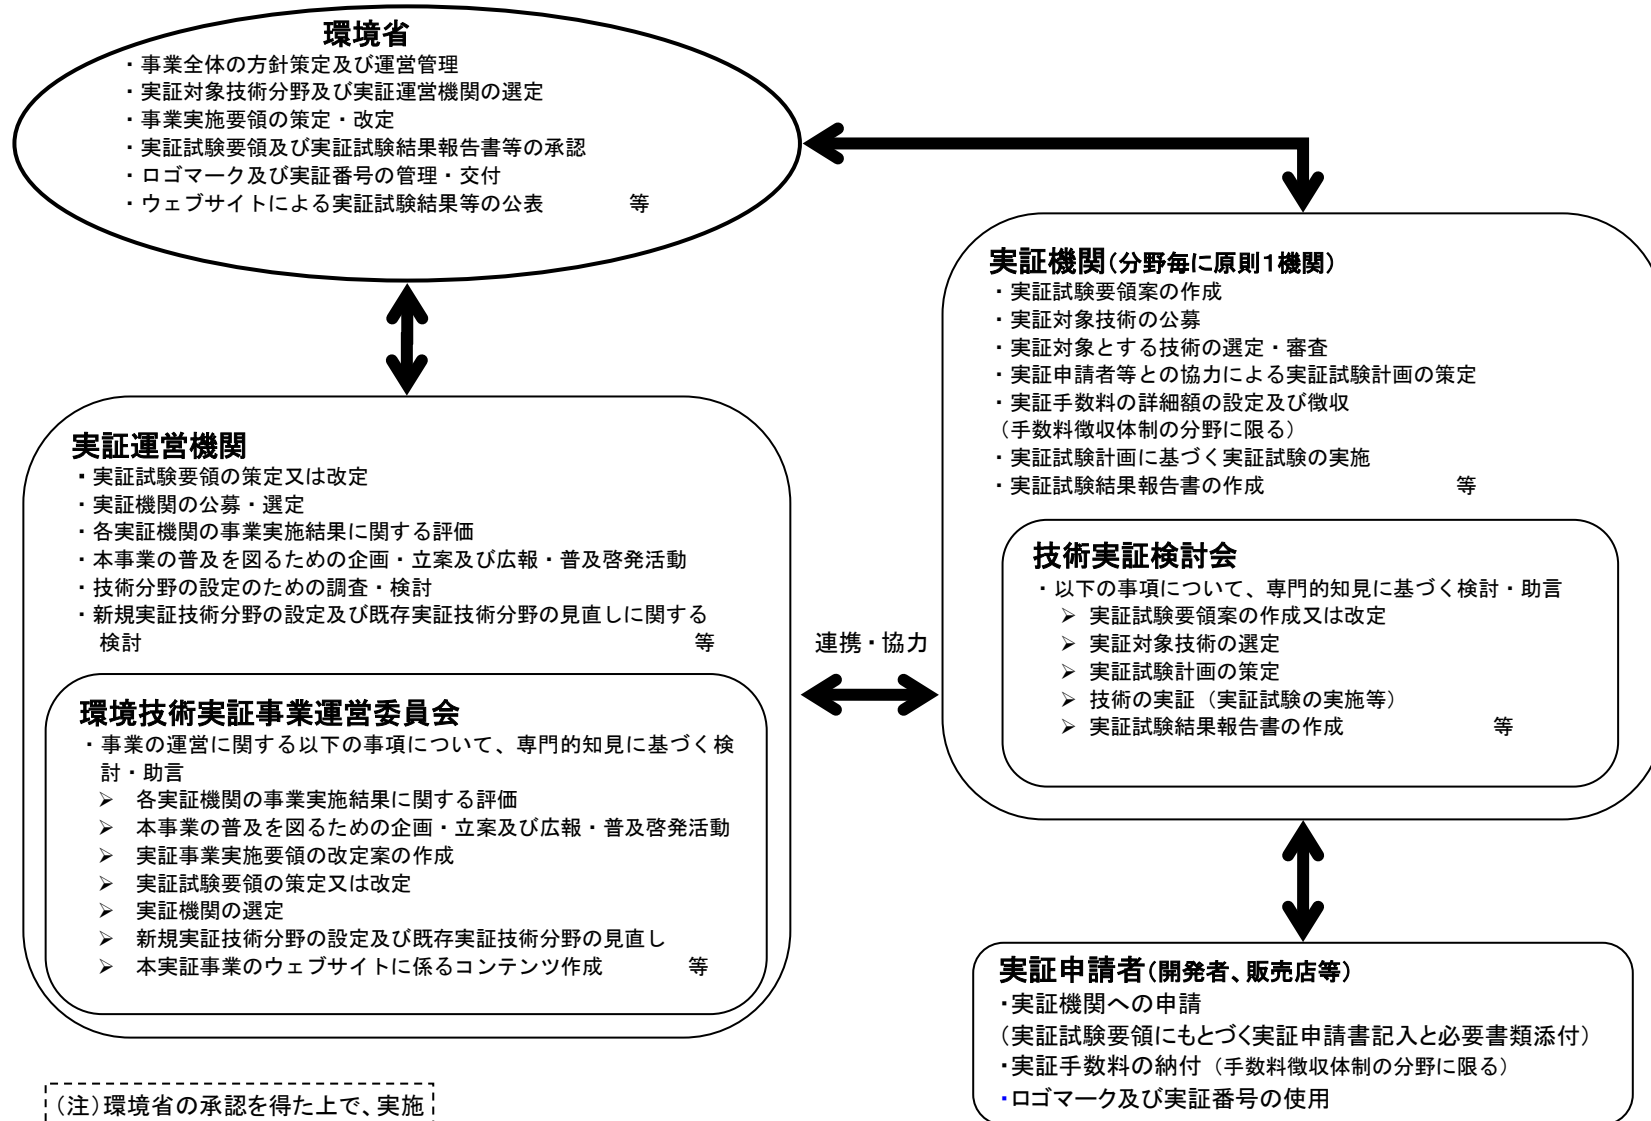 環境省
・事業全体の方針策定及び運営管理
・実証対象技術分野及び実証運営機関の選定
・事業実施要領の策定・改定
・実証試験要領及び実証試験結果報告書等の承認
・ロゴマーク及び実証番号の管理・交付
・ウェブサイトによる実証試験結果等の公表 等
実証運営機関
・実証試験要領の策定又は改定
・実証機関の公募・選定
・各実証機関の事業実施結果に関する評価
・本事業の普及を図るための企画・立案及び広報・普及啓発活動
・技術分野の設定のための調査・検討
・新規実証技術分野の設定及び既存実証技術分野の見直しに関する
検討 等
環境技術実証事業運営委員会
・事業の運営に関する以下の事項について、専門的知見に基づく検
討・助言
➢ 各実証機関の事業実施結果に関する評価
➢ 本事業の普及を図るための企画・立案及び広報・普及啓発活動
➢ 実証事業実施要領の改定案の作成
➢ 実証試験要領の策定又は改定
➢ 実証機関の選定
➢ 新規実証技術分野の設定及び既存実証技術分野の見直し
➢ 本実証事業のウェブサイトに係るコンテンツ作成 等
(注)環境省の承認を得た上で、実施
連携・協力
実証機関(分野毎に原則1機関)
・実証試験要領案の作成
・実証対象技術の公募
・実証対象とする技術の選定・審査
・実証申請者等との協力による実証試験計画の策定
・実証手数料の詳細額の設定及び徴収
(手数料徴収体制の分野に限る)
・実証試験計画に基づく実証試験の実施
・実証試験結果報告書の作成 等
技術実証検討会
・以下の事項について、専門的知見に基づく検討・助言
➢ 実証試験要領案の作成又は改定
➢ 実証対象技術の選定
➢ 実証試験計画の策定
➢ 技術の実証(実証試験の実施等)
➢ 実証試験結果報告書の作成 等
実証申請者(開発者、販売店等)
・実証機関への申請
(実証試験要領にもとづく実証申請書記入と必要書類添付)
・実証手数料の納付(手数料徴収体制の分野に限る)
・ロゴマーク及び実証番号の使用